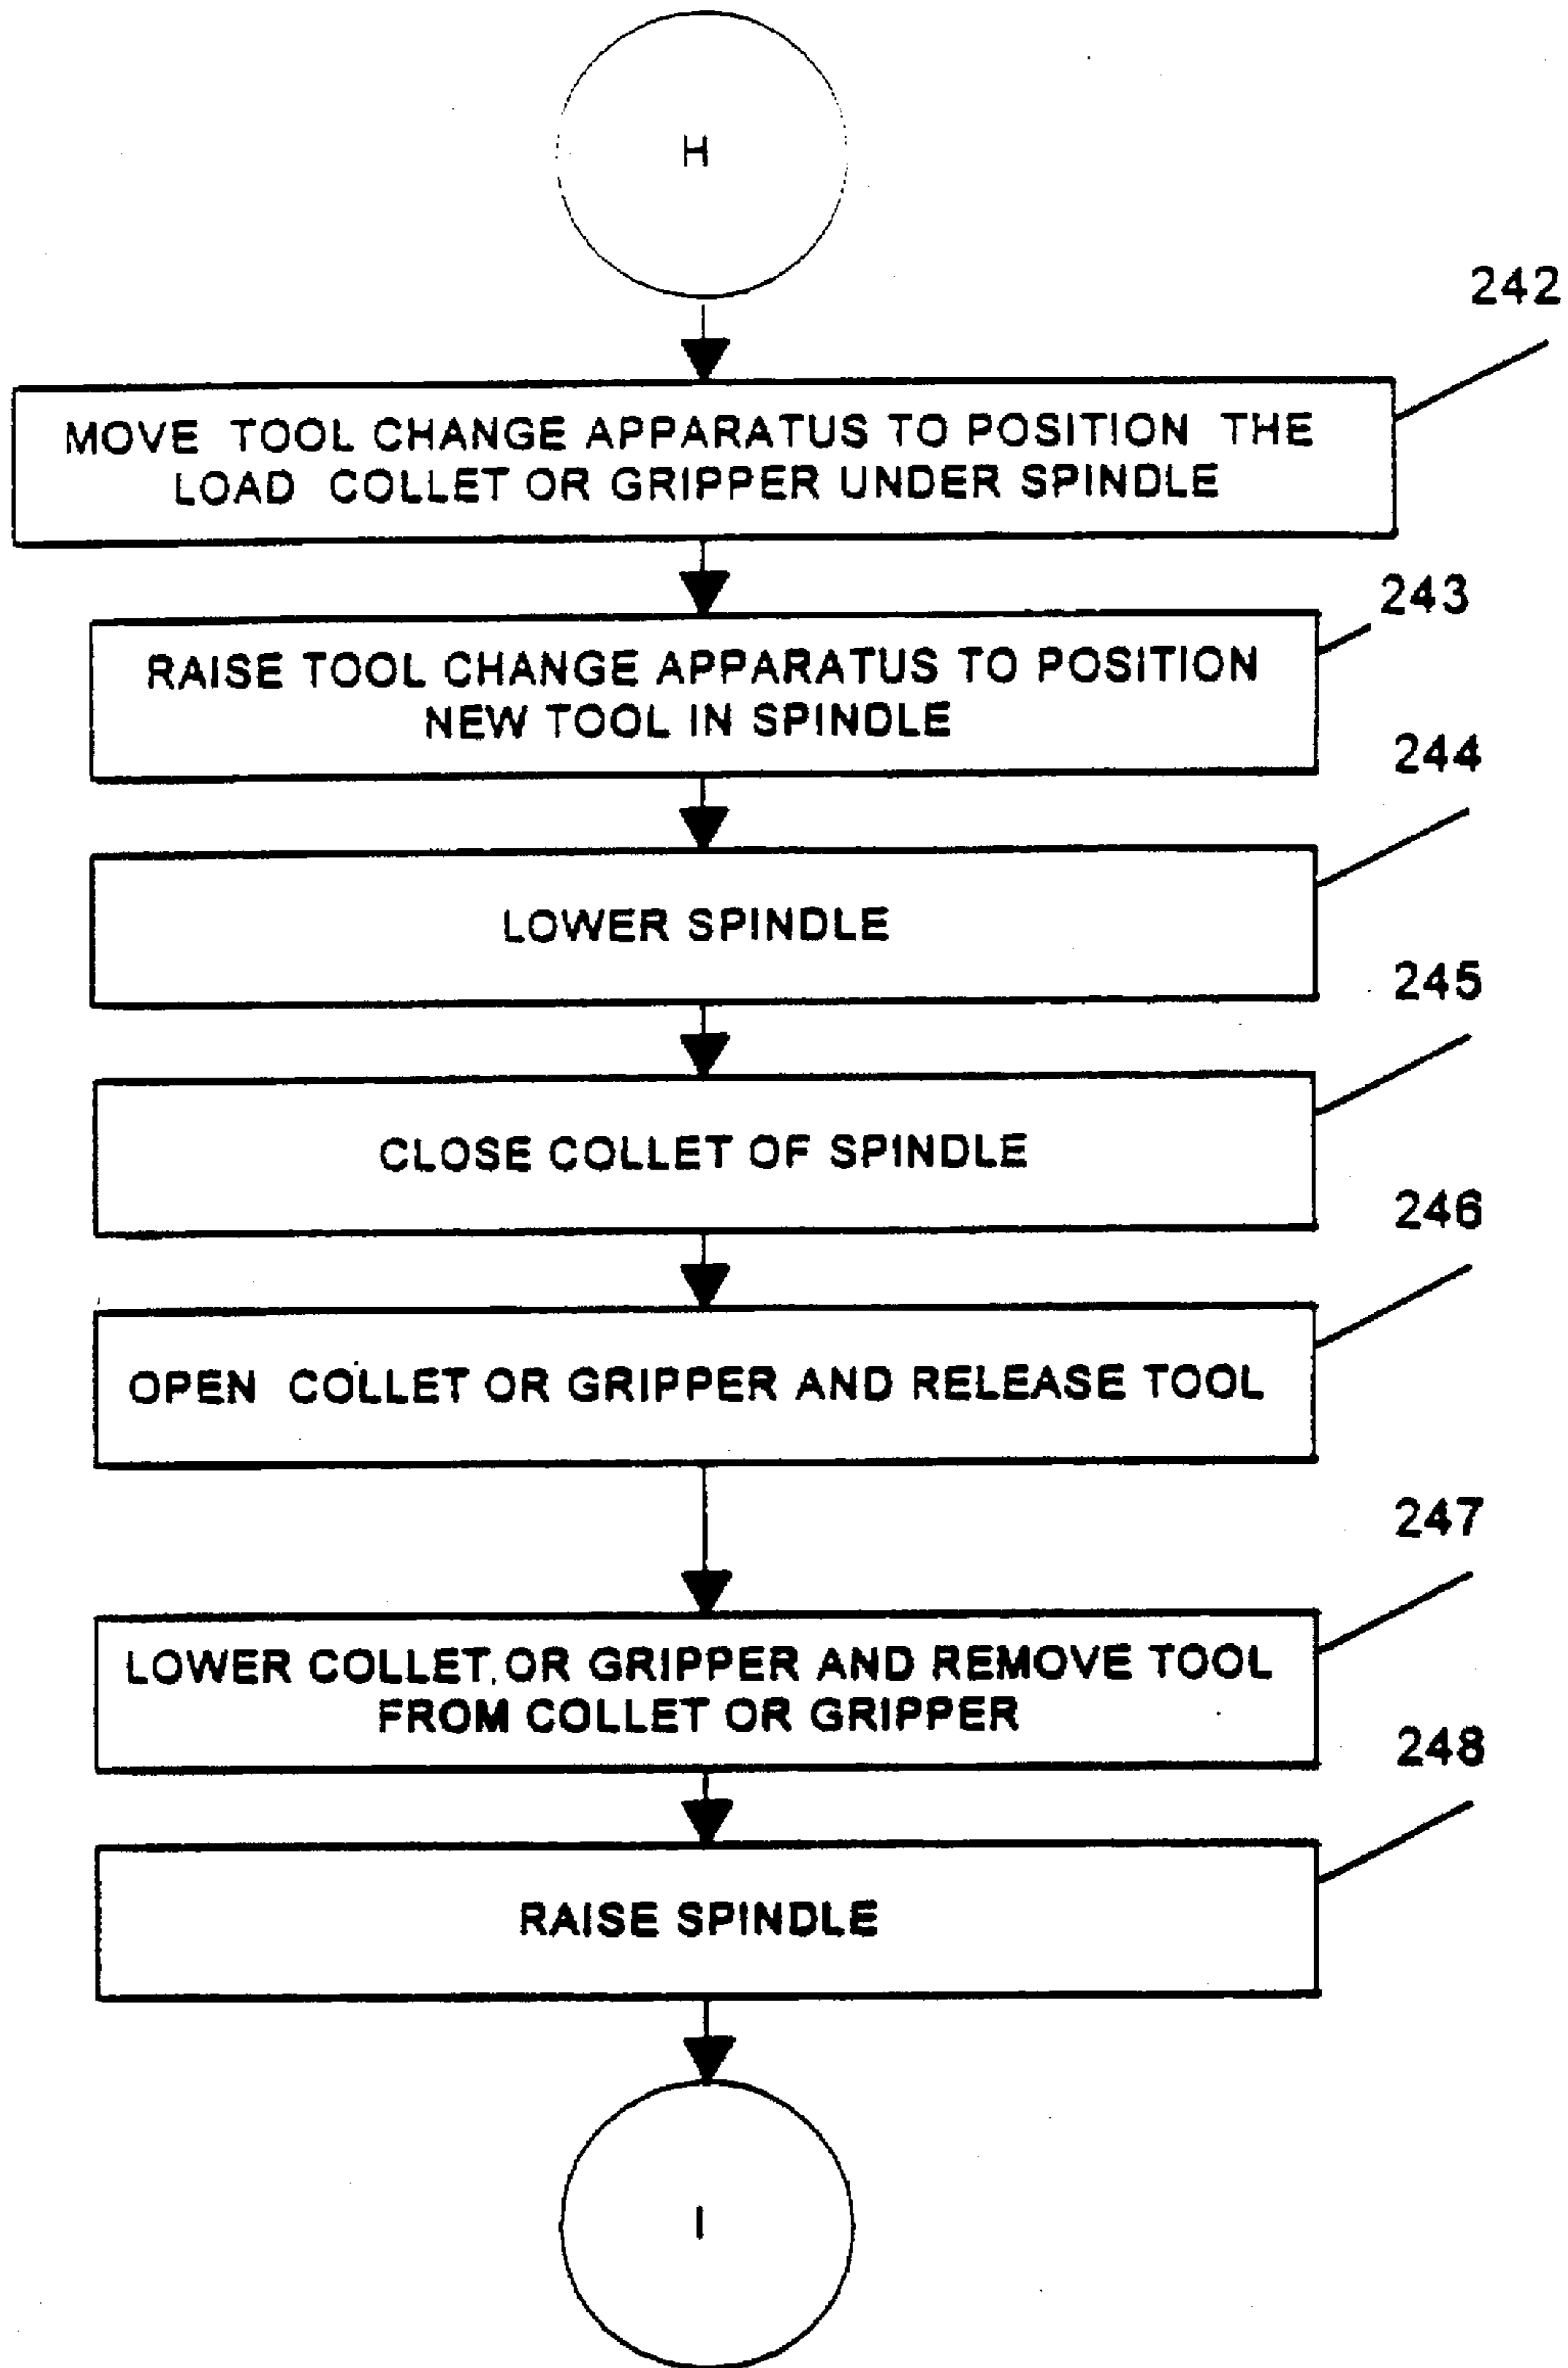 H
242
MOVE TOOL CHANGE APPARATUS TO POSITION THE
LOAD COLLET OR GRIPPER UNDER SPINDLE
243
RAISE TOOL CHANGE APPARATUS TO POSITION
NEW TOOL IN SPINDLE
244
LOWER SPINDLE
245
CLOSE COLLET OF SPINDLE
246
OPEN COLLET OR GRIPPER AND RELEASE TOOL
247
LOWER COLLET OR GRIPPER AND REMOVE TOOL
FROM COLLET OR GRIPPER
248
RAISE SPINDLE
I